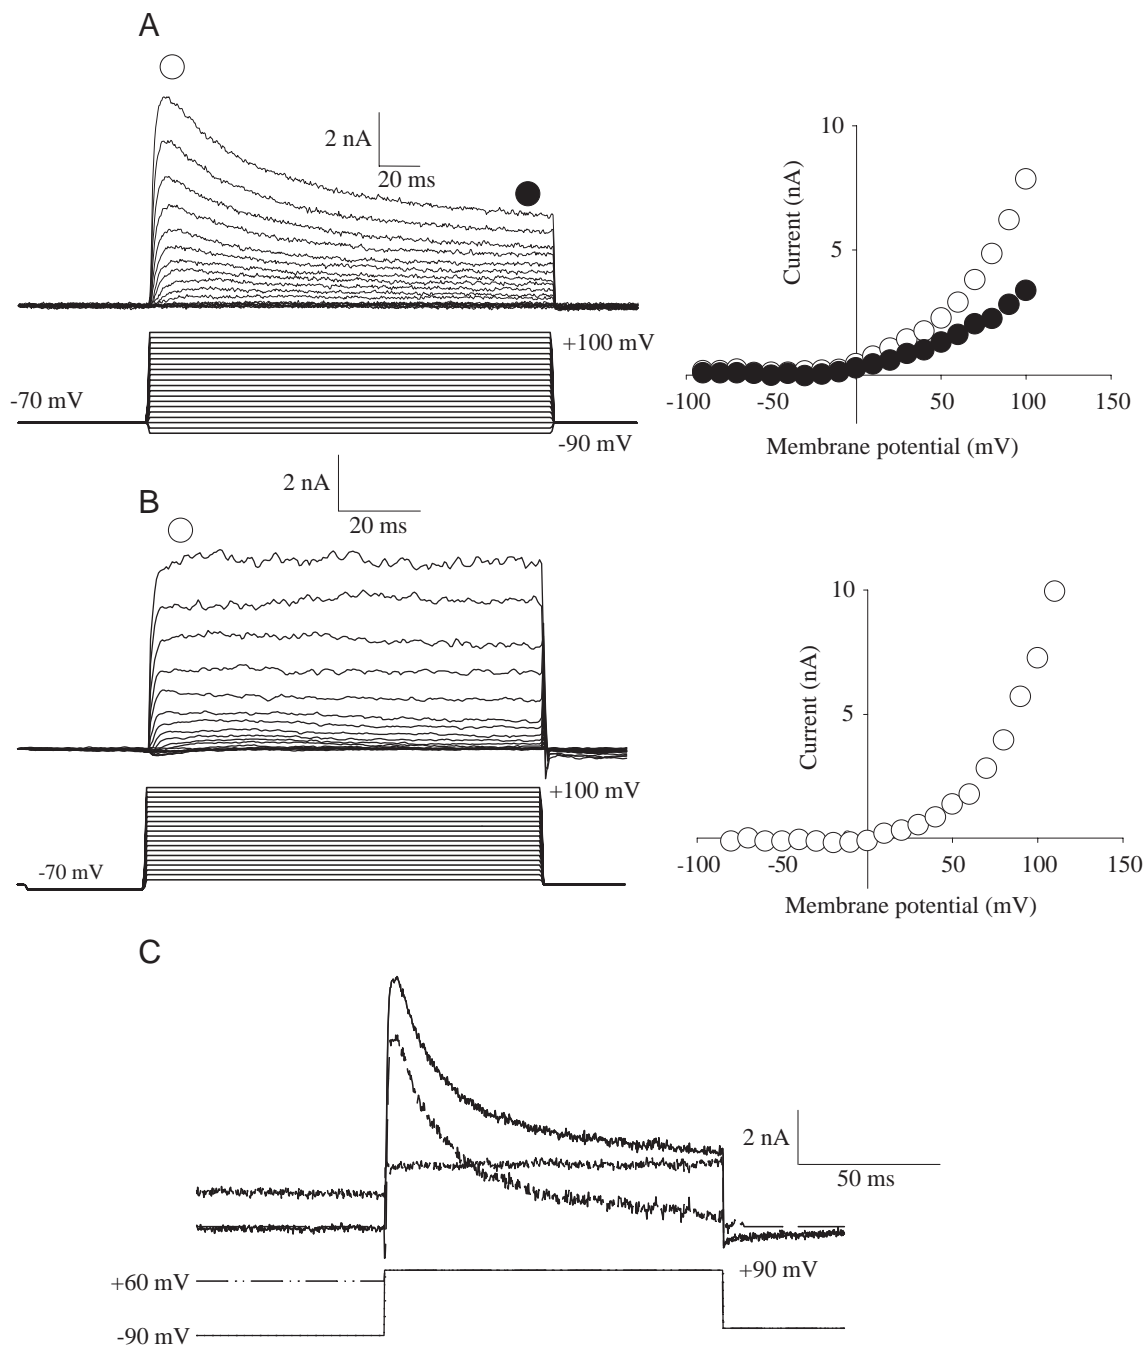 A
2 nA
20 ms
+100 mV
-70 mV
-90 mV
10
5
Current (nA)
-100
-50
50
100
150
Membrane potential (mV)
B
2 nA
20 ms
+100 mV
-70 mV
10
5
Current (nA)
-100
-50
50
100
150
Membrane potential (mV)
C
2 nA
50 ms
+60 mV
+90 mV
-90 mV